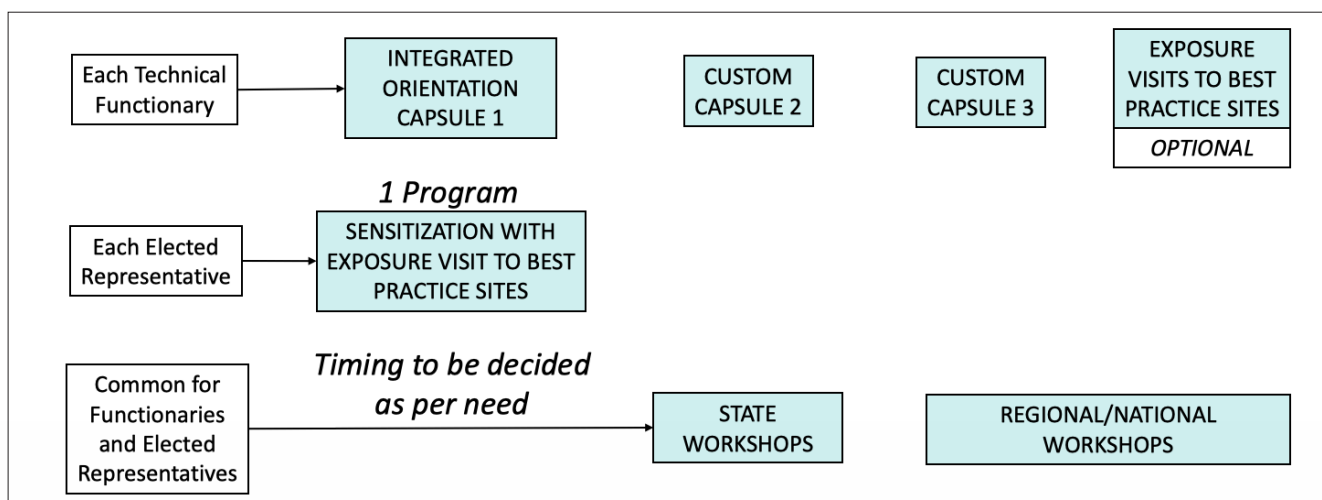 Each Technical
Functionary
INTEGRATED
ORIENTATION
CAPSULE 1
CUSTOM
CAPSULE 2
CUSTOM
CAPSULE 3
EXPOSURE
VISITS TO BEST
PRACTICE SITES
OPTIONAL
1 Program
Each Elected
Representative
SENSITIZATION WITH
EXPOSURE VISIT TO BEST
PRACTICE SITES
Timing to be decided
as per need
Common for
Functionaries
and Elected
Representatives
STATE
WORKSHOPS
REGIONAL/NATIONAL
WORKSHOPS